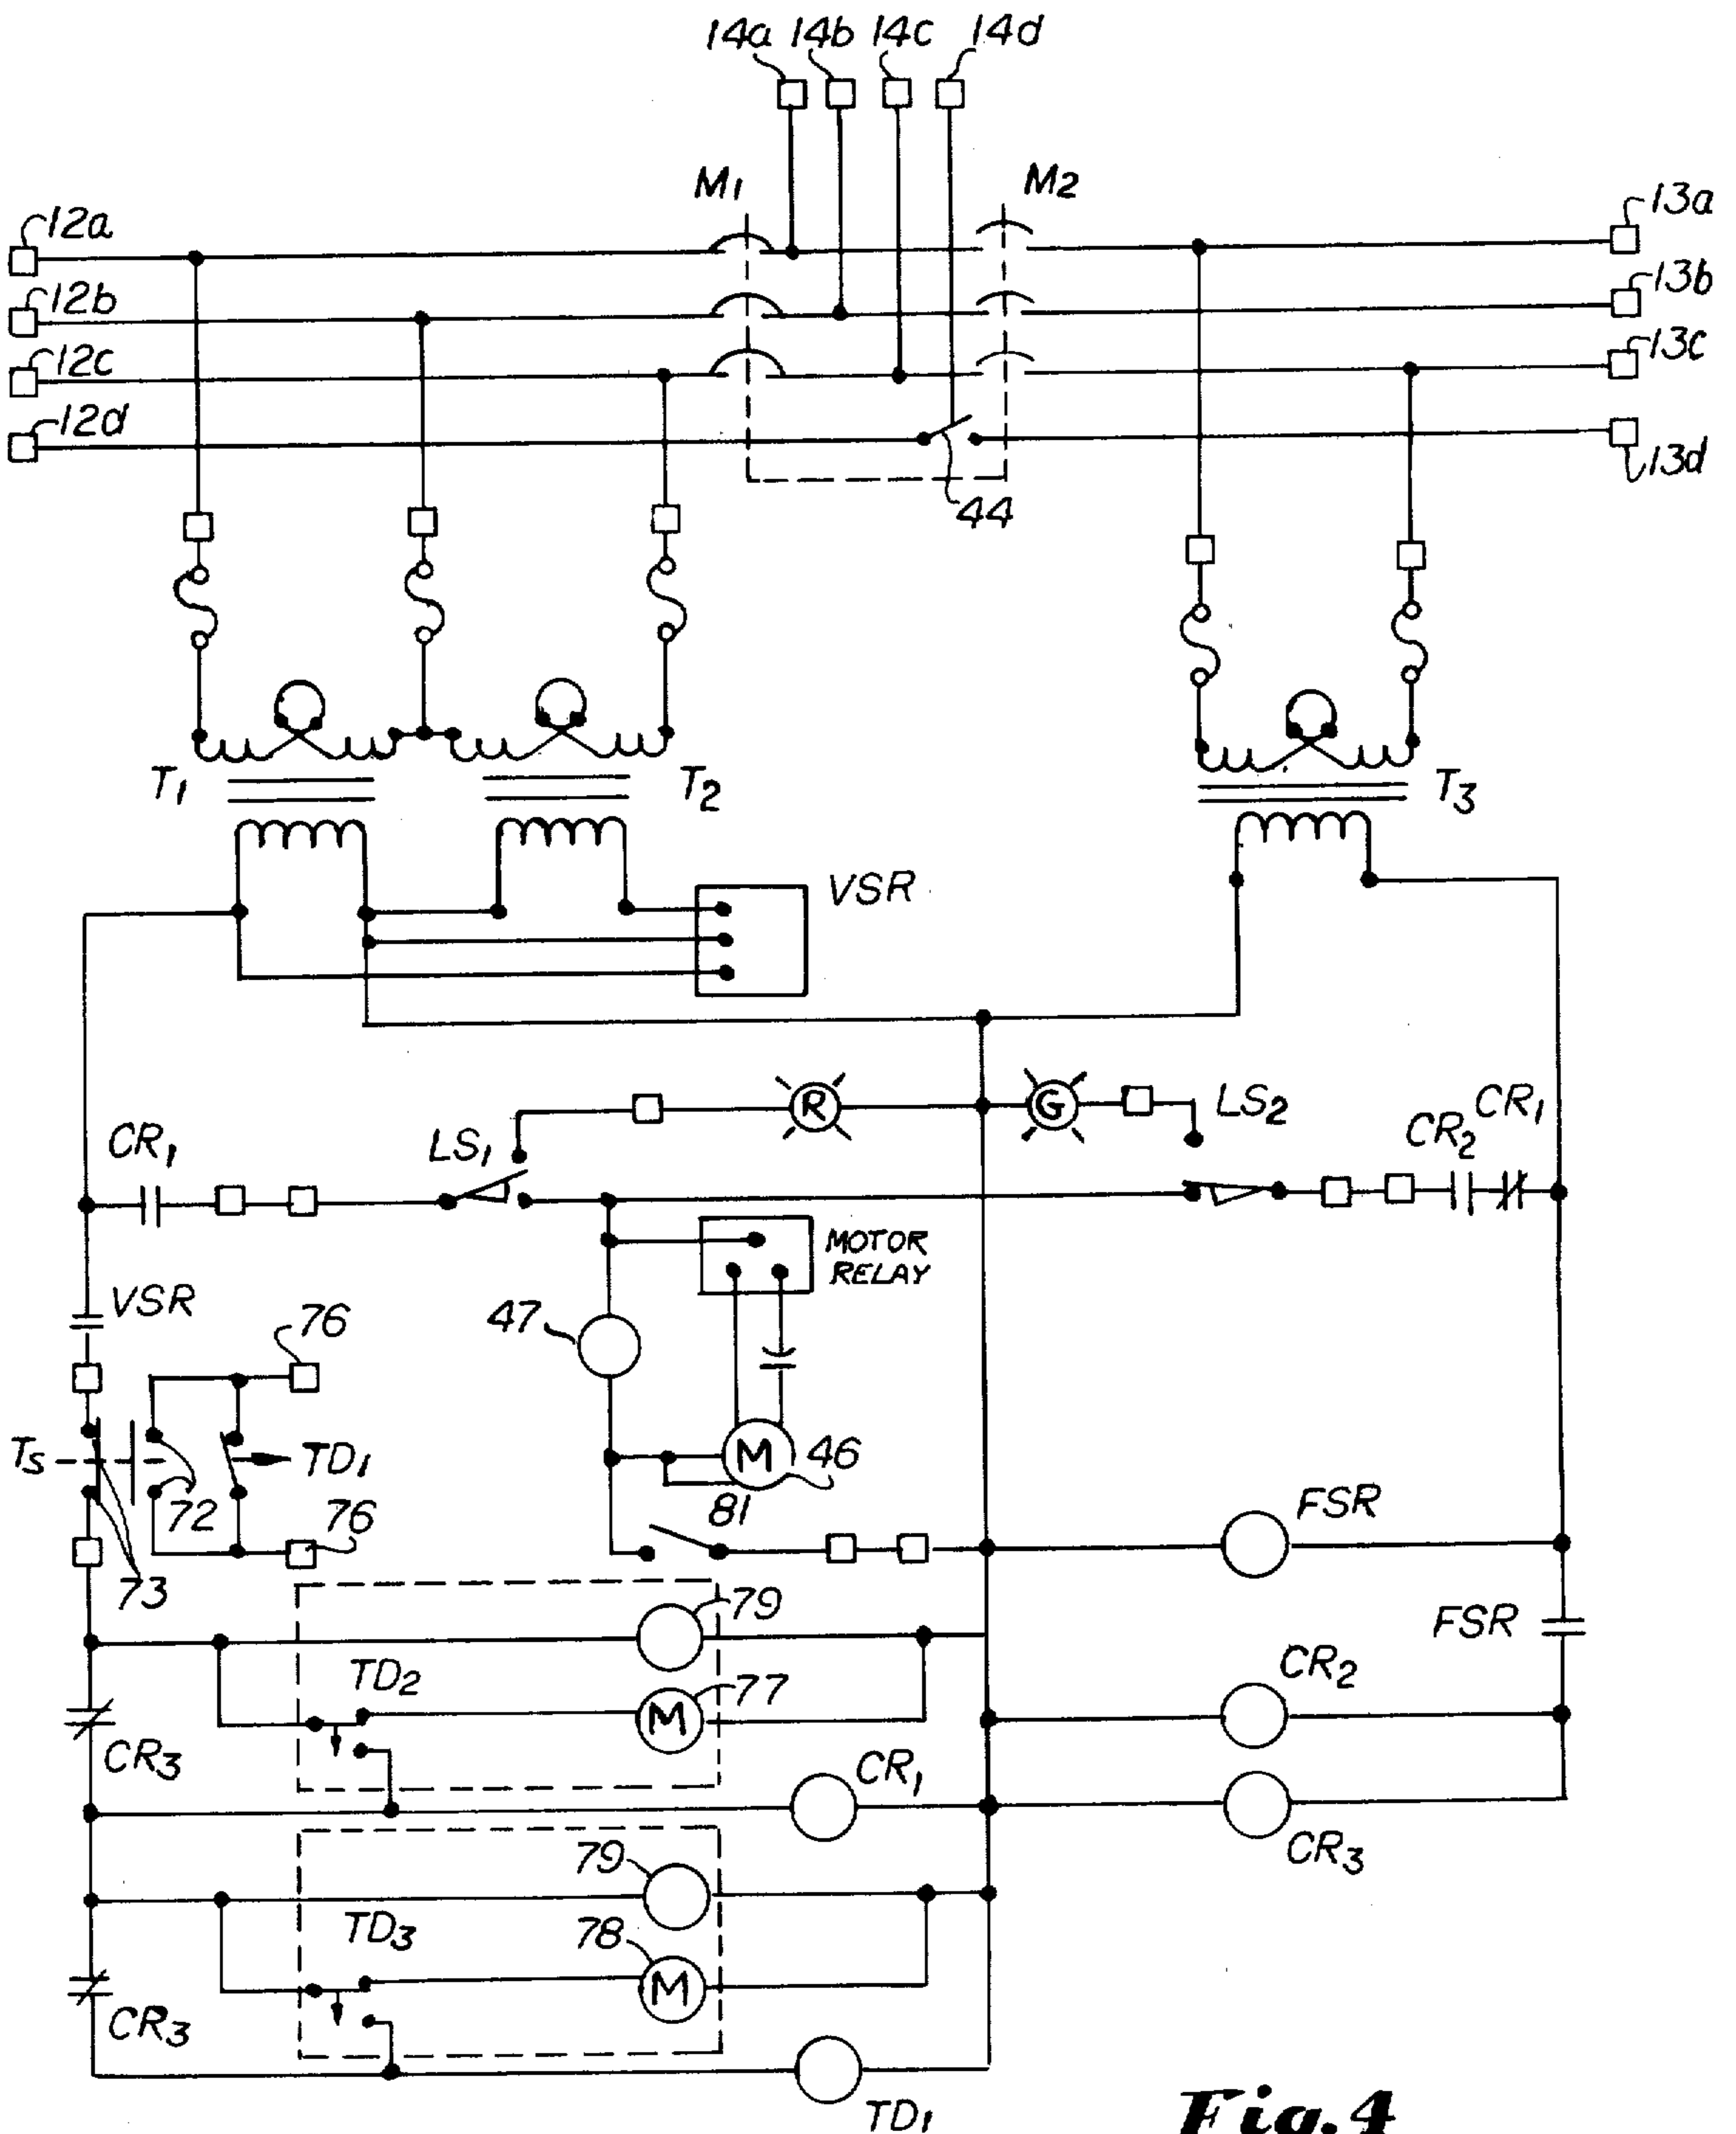 14a 14b 14c 14d
M1 M2
12a 13a
12b 13b
12c 13c
12d 13d
44
T1 T2 T3
VSR
R G LS2 CR1
CR1 LS1 CR2
MOTOR
RELAY
VSR 76 47
Ts TD1 M 46
72 76 81 FSR
73 79 FSR
TD2 77 CR2
M
CR3 CR1
79 CR3
TD3 78
M
CR3
TD1
Fig. 4